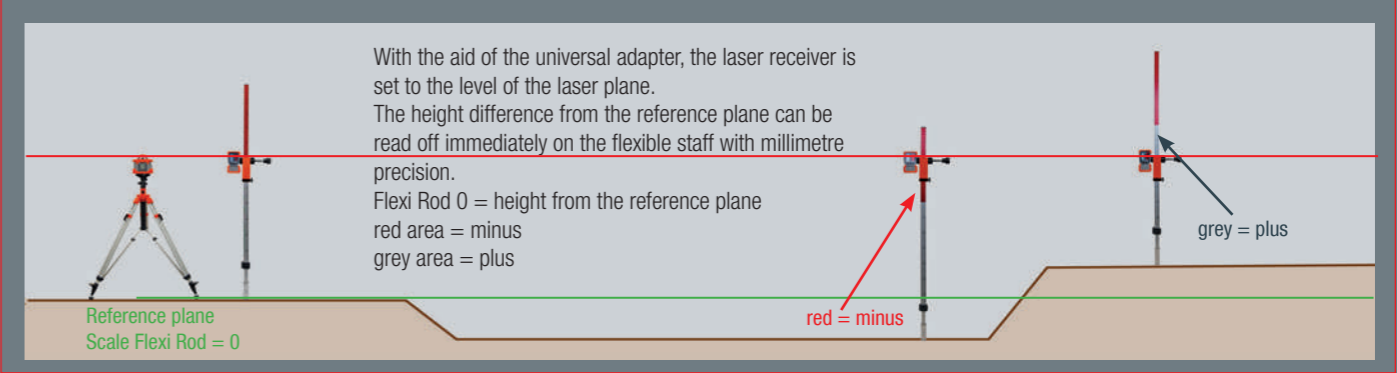 With the aid of the universal adapter, the laser receiver is
set to the level of the laser plane.
The height difference from the reference plane can be
read off immediately on the flexible staff with millimetre
precision.
Flexi Rod 0 = height from the reference plane
red area = minus
grey area = plus
grey = plus
red = minus
Reference plane
Scale Flexi Rod = 0